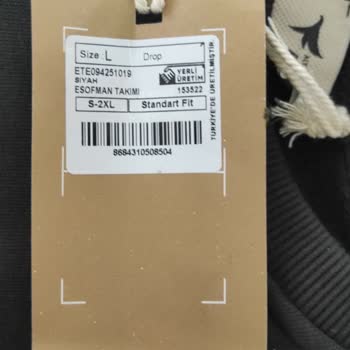 Size: L Drop
ETE094251019
SİYAH
EŞOFMAN TAKIMI
YERLİ
ÜRETİM
153522
S-2XL Standart Fit
8684310508504
TÜRKİYE'DE ÜRETİLMİŞTİR